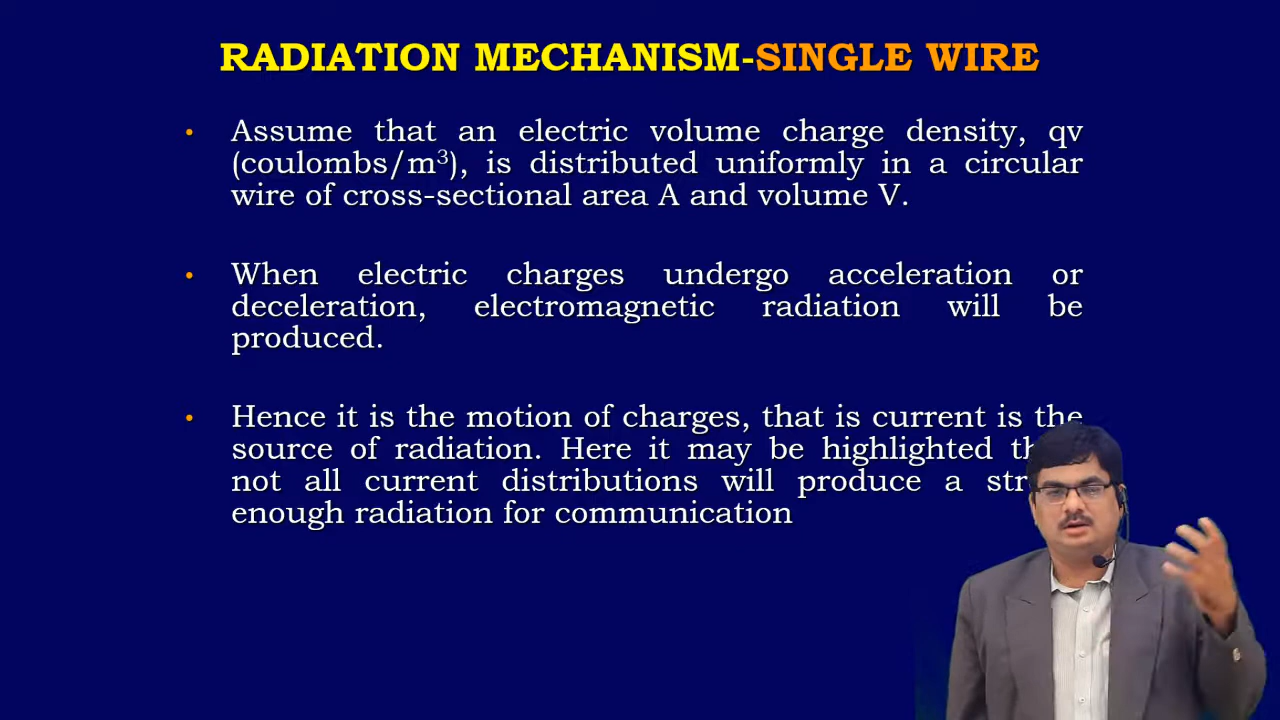 RADIATION MECHANISM-SINGLE WIRE
• Assume that an electric volume charge density, qv
(coulombs/m³), is distributed uniformly in a circular
wire of cross-sectional area A and volume V.
• When electric charges undergo acceleration or
deceleration, electromagnetic radiation will be
produced.
• Hence it is the motion of charges, that is current is the
source of radiation. Here it may be highlighted
not all current distributions will produce a
enough radiation for communication